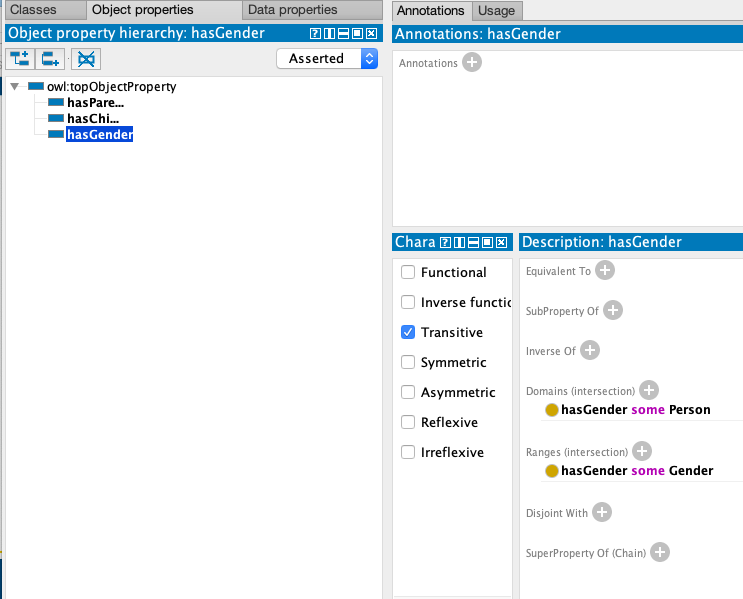 Classes
Object properties
Data properties
Object property hierarchy: hasGender
Asserted
owl:topObjectProperty
hasPare...
hasChi...
hasGender
Annotations
Usage
Annotations: hasGender
Annotations
Chara
Functional
Inverse functic
Transitive
Symmetric
Asymmetric
Reflexive
Irreflexive
Description: hasGender
Equivalent To
SubProperty Of
Inverse Of
Domains (intersection)
hasGender some Person
Ranges (intersection)
hasGender some Gender
Disjoint With
SuperProperty Of (Chain)